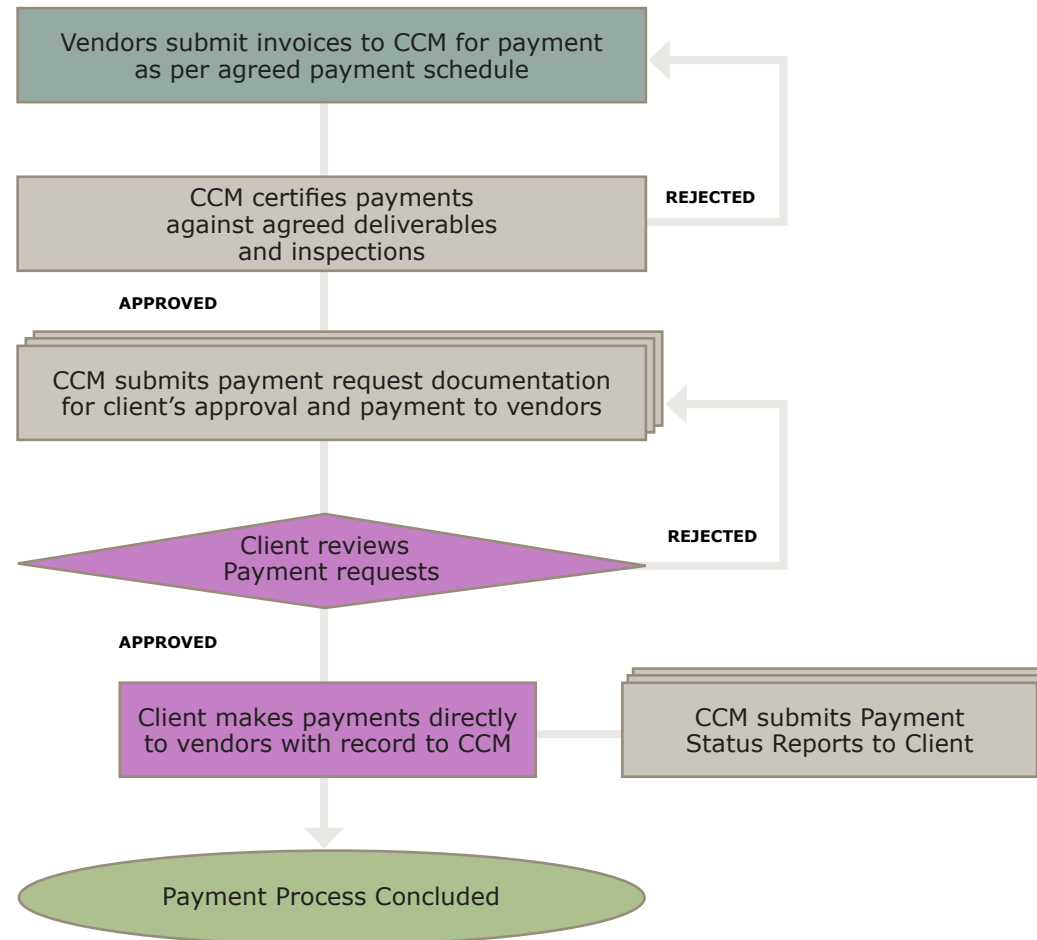 Vendors submit invoices to CCM for payment
as per agreed payment schedule
CCM certifies payments
against agreed deliverables
and inspections
REJECTED
APPROVED
CCM submits payment request documentation
for client’s approval and payment to vendors
Client reviews
Payment requests
REJECTED
APPROVED
Client makes payments directly
to vendors with record to CCM
CCM submits Payment
Status Reports to Client
Payment Process Concluded